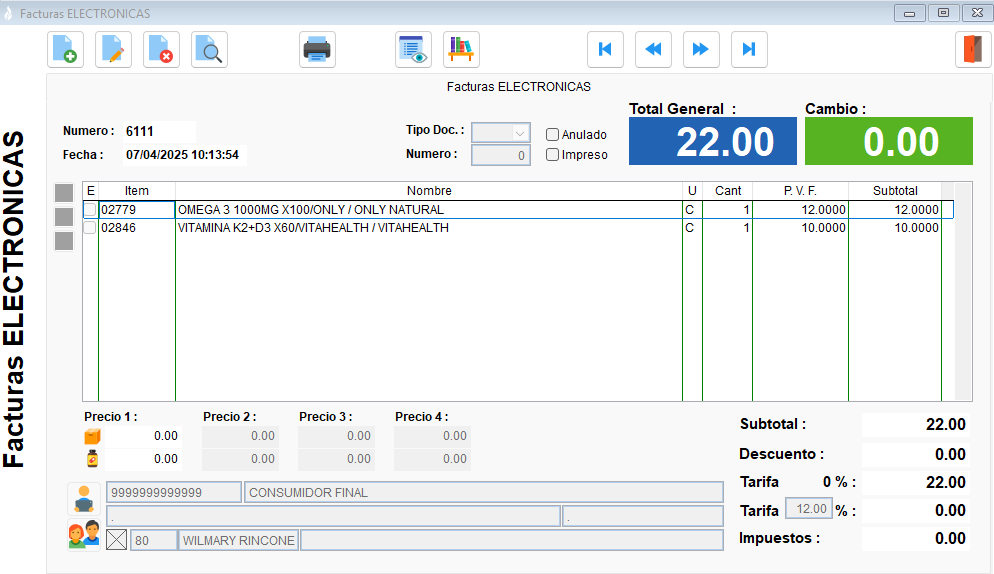 Facturas ELECTRONICAS
Facturas ELECTRONICAS
Facturas ELECTRONICAS
Total General : Cambio :
Numero : 6111 Tipo Doc. : Anulado 22.00 0.00
Fecha : 07/04/2025 10:13:54 Numero : 0 Impreso
E Item Nombre U Cant P. V. F. Subtotal
02779 OMEGA 3 1000MG X100/ONLY / ONLY NATURAL C 1 12.0000 12.0000
02846 VITAMINA K2+D3 X60/VITAHEALTH / VITAHEALTH C 1 10.0000 10.0000
Precio 1 : Precio 2 : Precio 3 : Precio 4 :
0.00 0.00 0.00 0.00
0.00 0.00 0.00 0.00
Subtotal : 22.00
Descuento : 0.00
Tarifa 0 % : 22.00
Tarifa 12.00 % : 0.00
Impuestos : 0.00
9999999999999 CONSUMIDOR FINAL
. .
80 WILMARY RINCONE